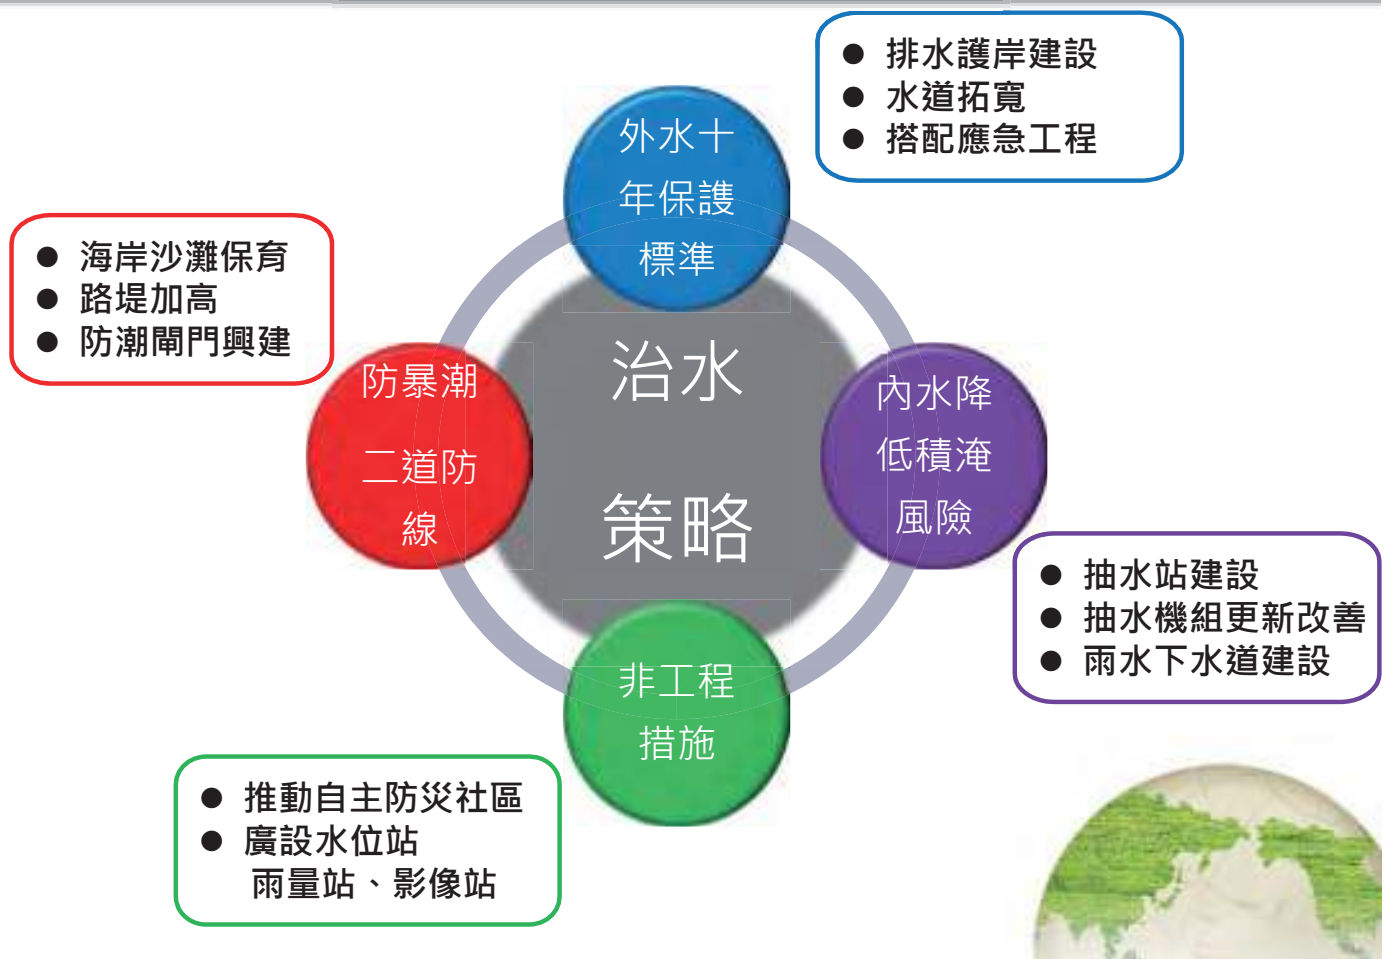 ● 排水護岸建設
● 水道拓寬
● 搭配應急工程
外水十
年保護
標準
● 海岸沙灘保育
● 路堤加高
● 防潮閘門興建
防暴潮
二道防
線
治水
策略
內水降
低積淹
風險
● 抽水站建設
● 抽水機組更新改善
● 雨水下水道建設
非工程
措施
● 推動自主防災社區
● 廣設水位站
雨量站、影像站